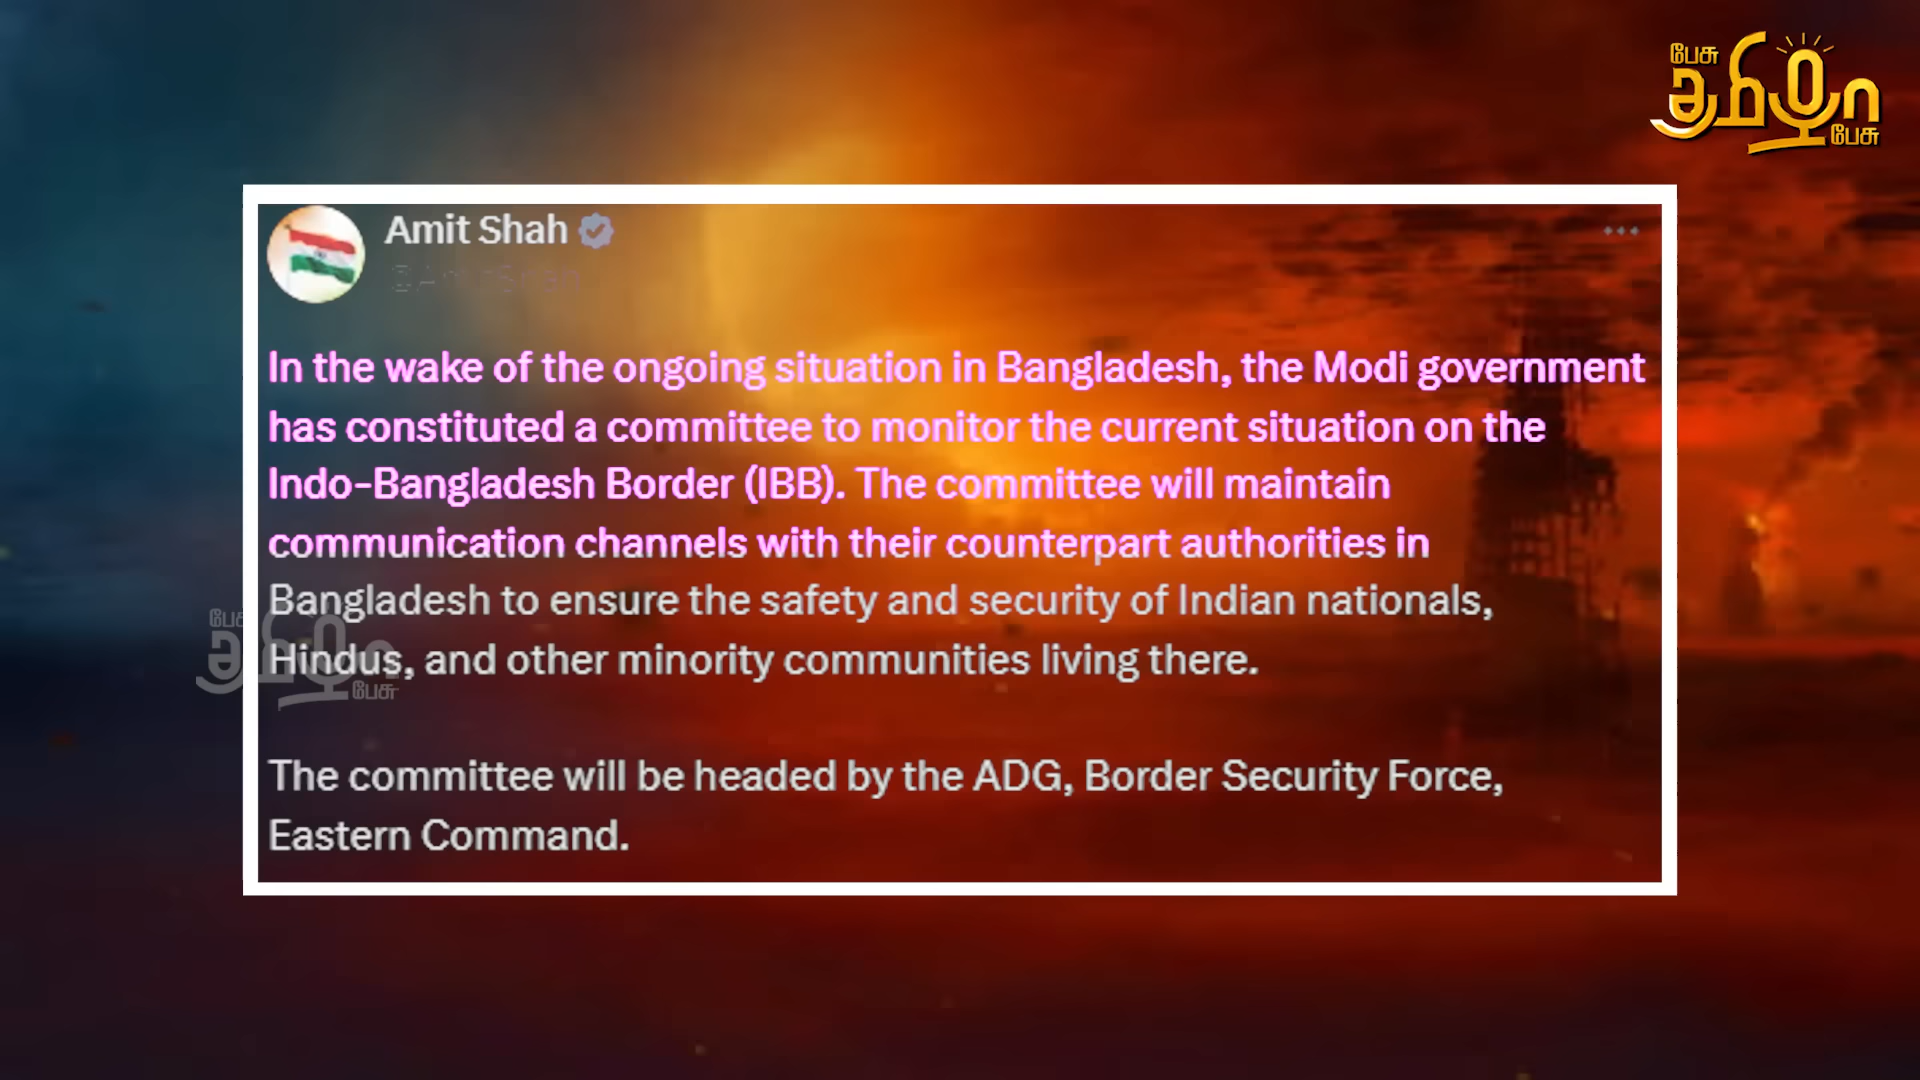 பேசு
தமிழா
பேசு
Amit Shah
@AmitShah
In the wake of the ongoing situation in Bangladesh, the Modi government
has constituted a committee to monitor the current situation on the
Indo-Bangladesh Border (IBB). The committee will maintain
communication channels with their counterpart authorities in
Bangladesh to ensure the safety and security of Indian nationals,
Hindus, and other minority communities living there.
பேசு
தமிழா
பேசு
The committee will be headed by the ADG, Border Security Force,
Eastern Command.